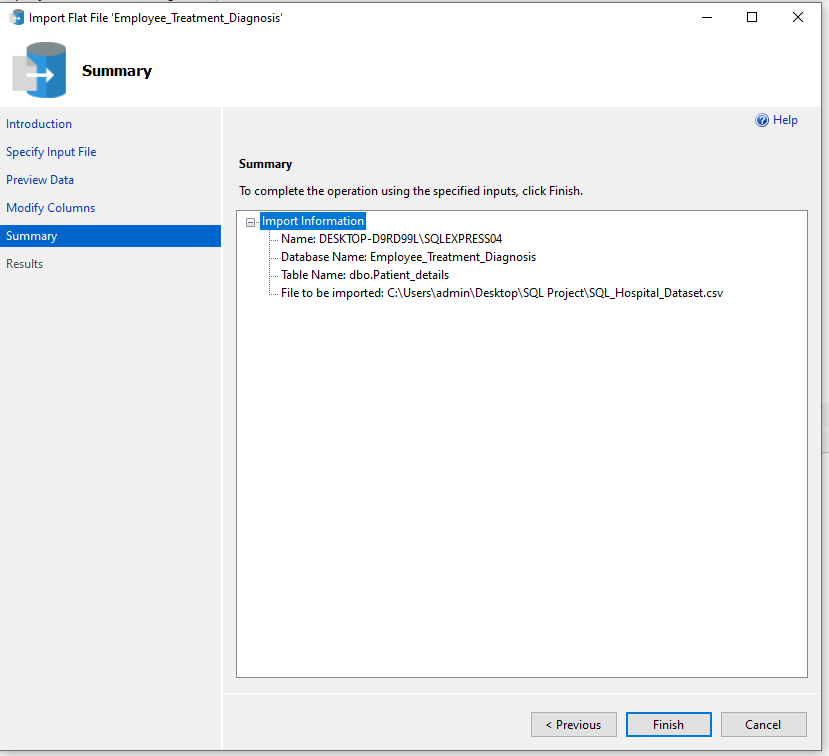 Import Flat File 'Employee_Treatment_Diagnosis'
Summary
Introduction
Specify Input File
Preview Data
Modify Columns
Summary
Results
Help
Summary
To complete the operation using the specified inputs, click Finish.
Import Information
Name: DESKTOP-D9RD99L\SQLEXPRESS04
Database Name: Employee_Treatment_Diagnosis
Table Name: dbo.Patient_details
File to be imported: C:\Users\admin\Desktop\SQL Project\SQL_Hospital_Dataset.csv
< Previous
Finish
Cancel